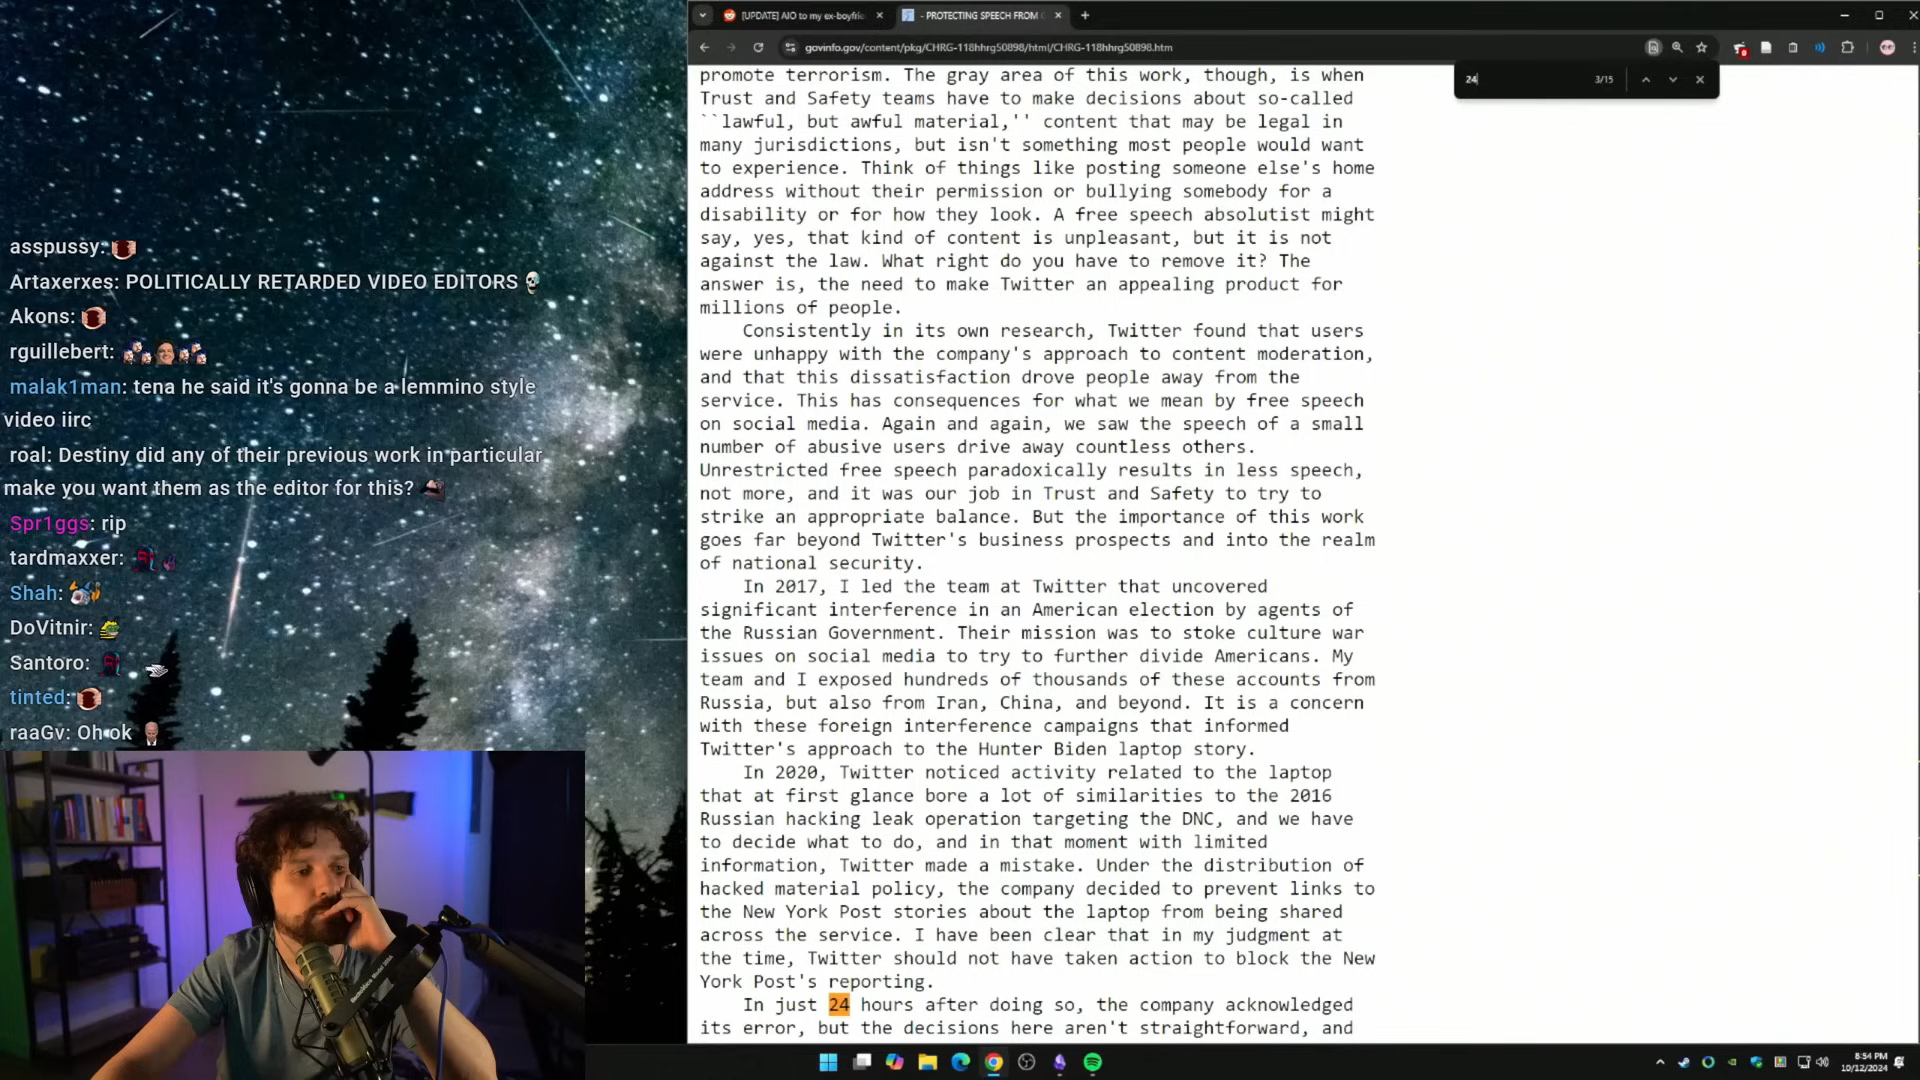 [UPDATE] AIO to my ex-boyfrie
- PROTECTING SPEECH FROM
govinfo.gov/content/pkg/CHRG-118hhrg50898/html/CHRG-118hhrg50898.htm
24
3/15
asspussy:
Artaxerxes: POLITICALLY RETARDED VIDEO EDITORS
Akons:
rguillebert:
malak1man: tena he said it's gonna be a lemmino style
video iirc
roal: Destiny did any of their previous work in particular
make you want them as the editor for this?
Spr1ggs: rip
tardmaxxer:
Shah:
DoVitnir:
Santoro:
tinted:
raaGv: Oh ok
promote terrorism. The gray area of this work, though, is when
Trust and Safety teams have to make decisions about so-called
``lawful, but awful material,'' content that may be legal in
many jurisdictions, but isn't something most people would want
to experience. Think of things like posting someone else's home
address without their permission or bullying somebody for a
disability or for how they look. A free speech absolutist might
say, yes, that kind of content is unpleasant, but it is not
against the law. What right do you have to remove it? The
answer is, the need to make Twitter an appealing product for
millions of people.
Consistently in its own research, Twitter found that users
were unhappy with the company's approach to content moderation,
and that this dissatisfaction drove people away from the
service. This has consequences for what we mean by free speech
on social media. Again and again, we saw the speech of a small
number of abusive users drive away countless others.
Unrestricted free speech paradoxically results in less speech,
not more, and it was our job in Trust and Safety to try to
strike an appropriate balance. But the importance of this work
goes far beyond Twitter's business prospects and into the realm
of national security.
In 2017, I led the team at Twitter that uncovered
significant interference in an American election by agents of
the Russian Government. Their mission was to stoke culture war
issues on social media to try to further divide Americans. My
team and I exposed hundreds of thousands of these accounts from
Russia, but also from Iran, China, and beyond. It is a concern
with these foreign interference campaigns that informed
Twitter's approach to the Hunter Biden laptop story.
In 2020, Twitter noticed activity related to the laptop
that at first glance bore a lot of similarities to the 2016
Russian hacking leak operation targeting the DNC, and we have
to decide what to do, and in that moment with limited
information, Twitter made a mistake. Under the distribution of
hacked material policy, the company decided to prevent links to
the New York Post stories about the laptop from being shared
across the service. I have been clear that in my judgment at
the time, Twitter should not have taken action to block the New
York Post's reporting.
In just 24 hours after doing so, the company acknowledged
its error, but the decisions here aren't straightforward, and
8:54 PM
10/12/2024